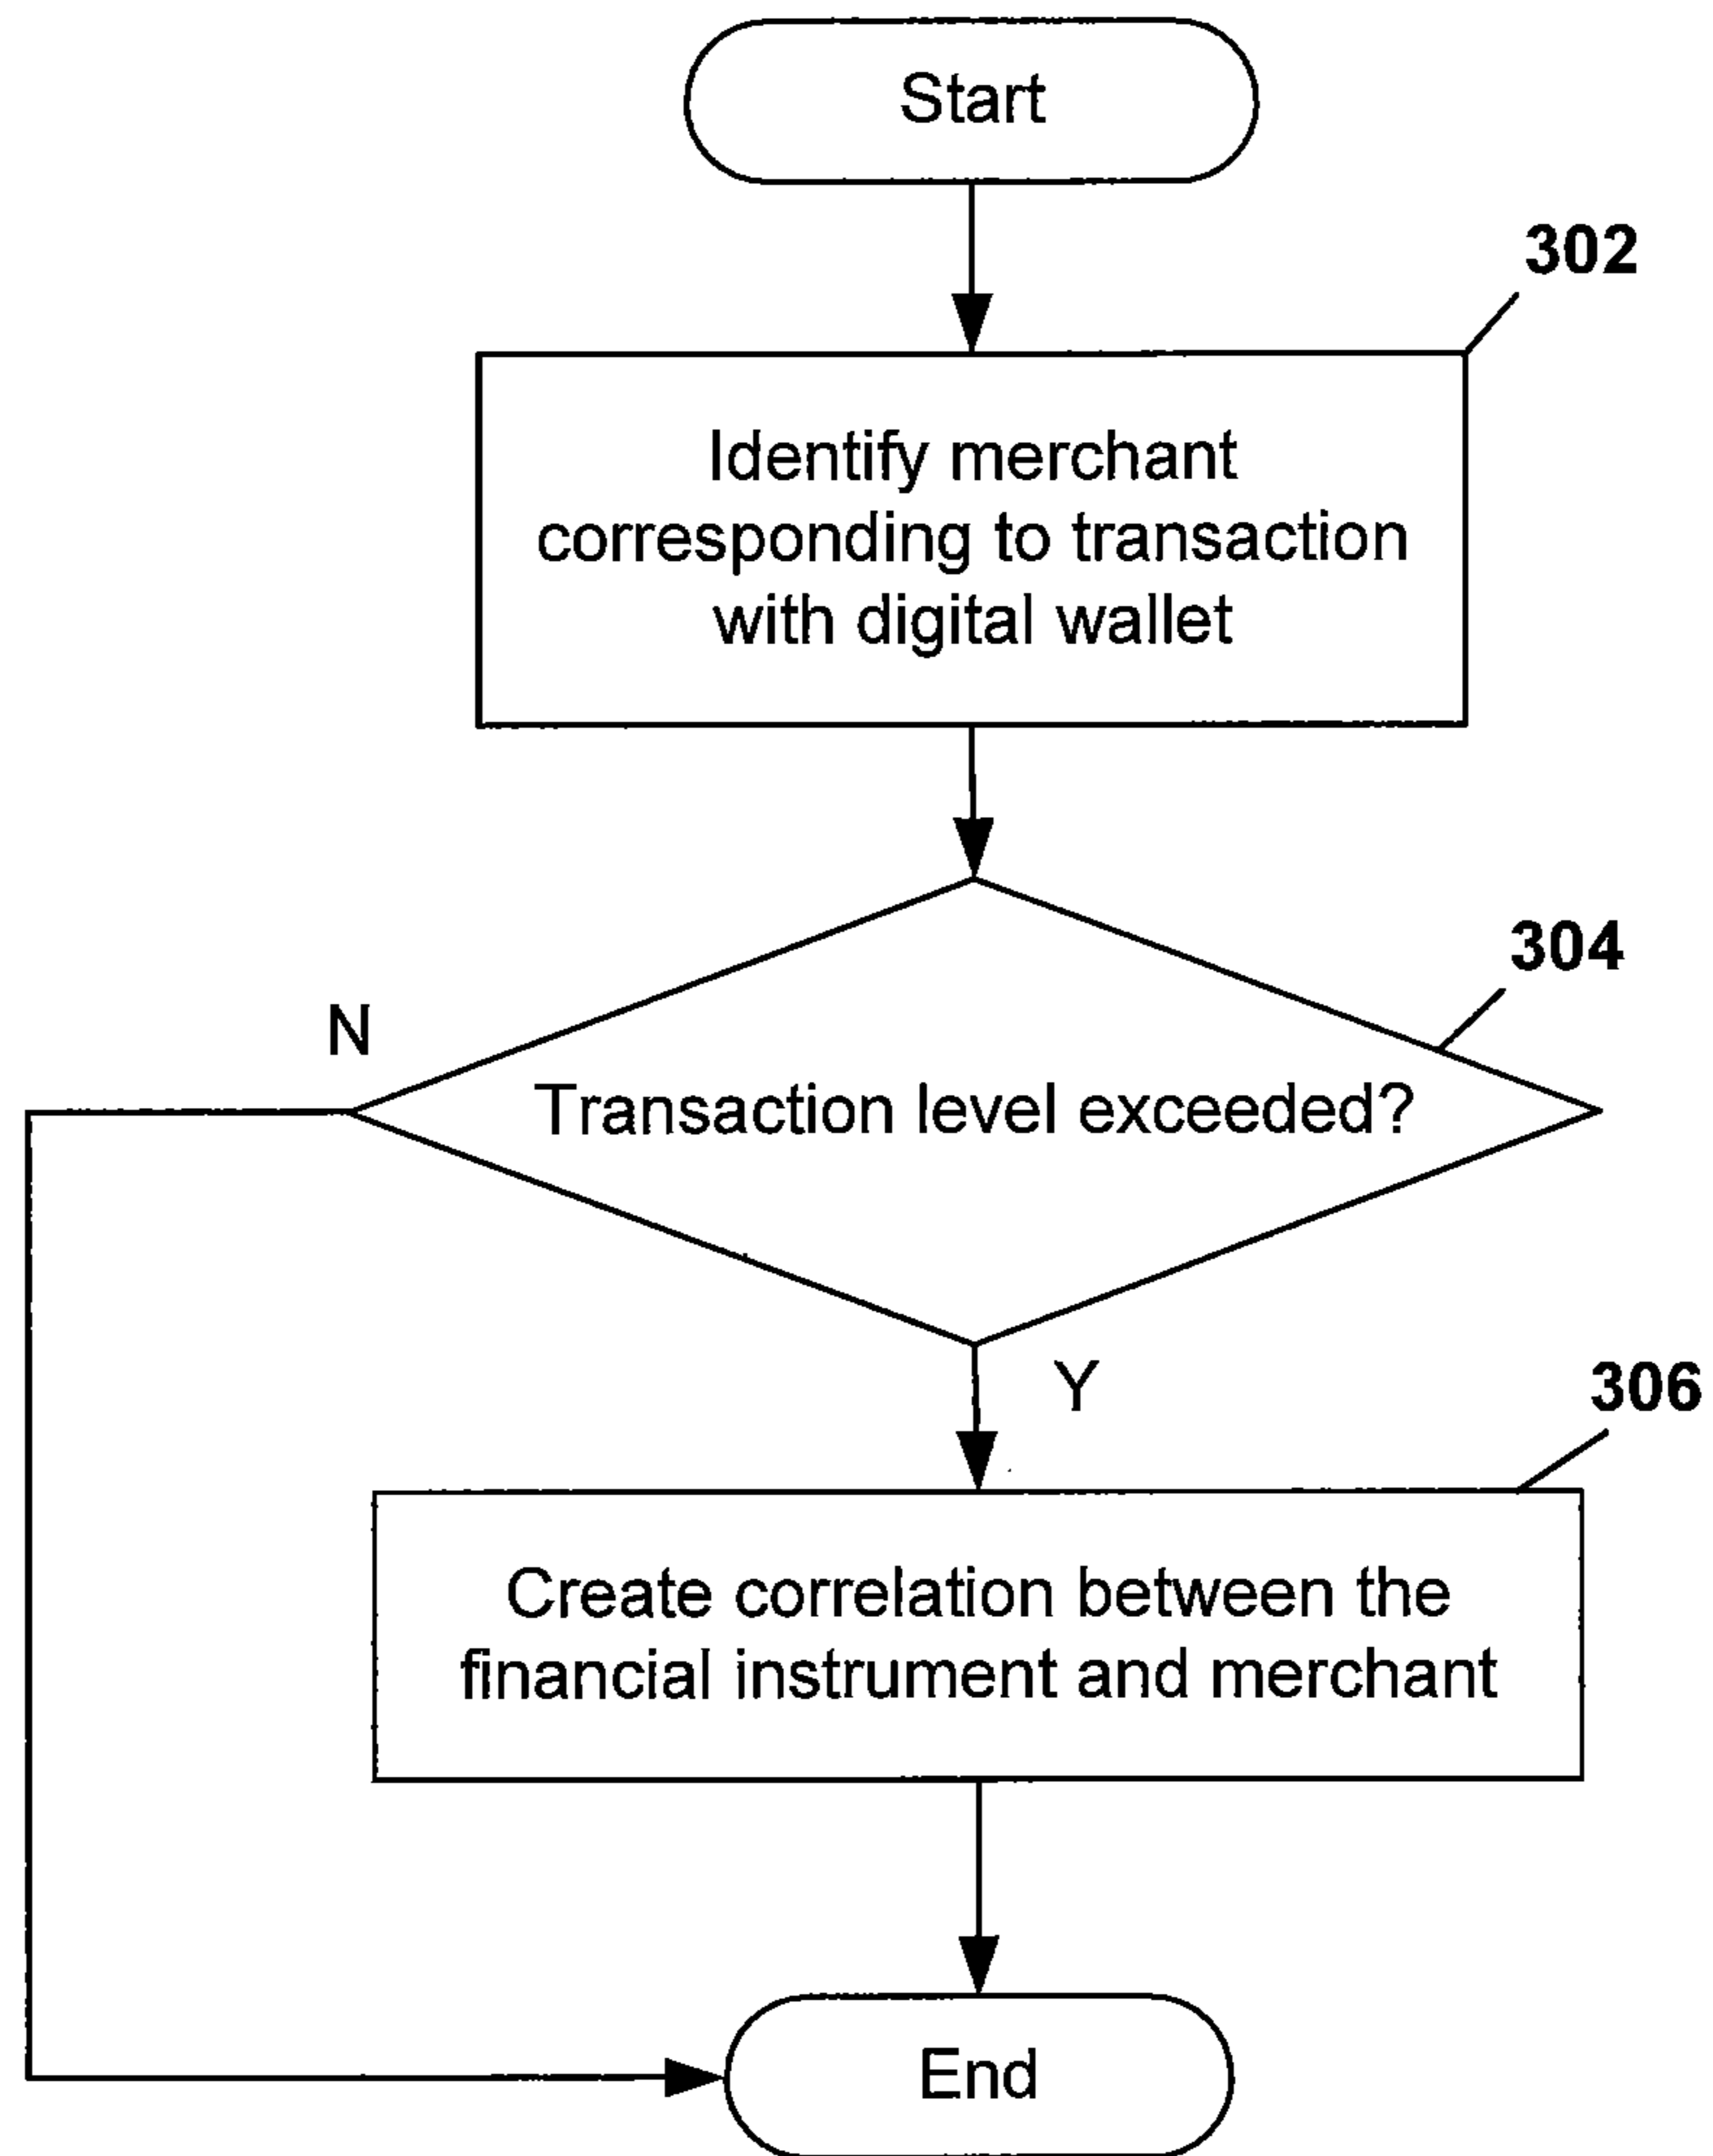 Start
302
Identify merchant
corresponding to transaction
with digital wallet
304
N
Transaction level exceeded?
Y
306
Create correlation between the
financial instrument and merchant
End